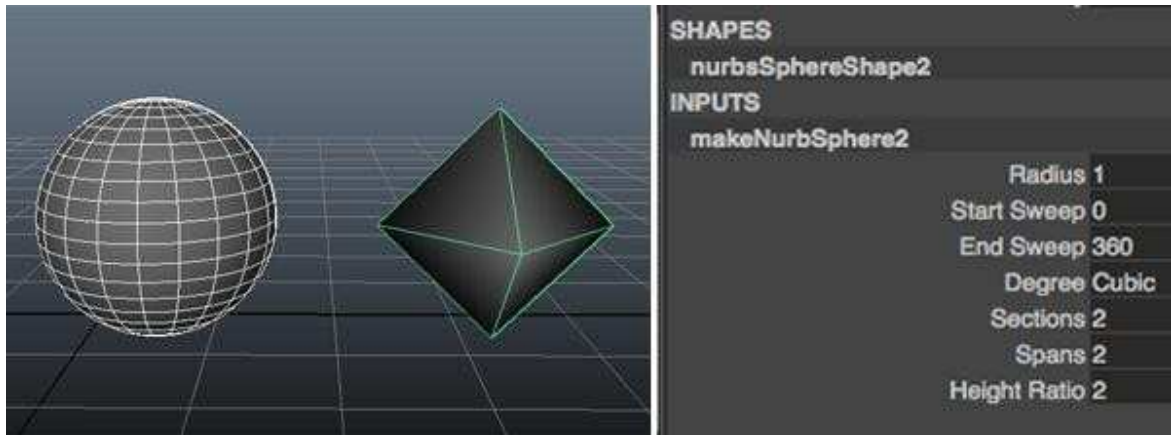 SHAPES
nurbsSphereShape2
INPUTS
makeNurbSphere2
Radius 1
Start Sweep 0
End Sweep 360
Degree Cubic
Sections 2
Spans 2
Height Ratio 2